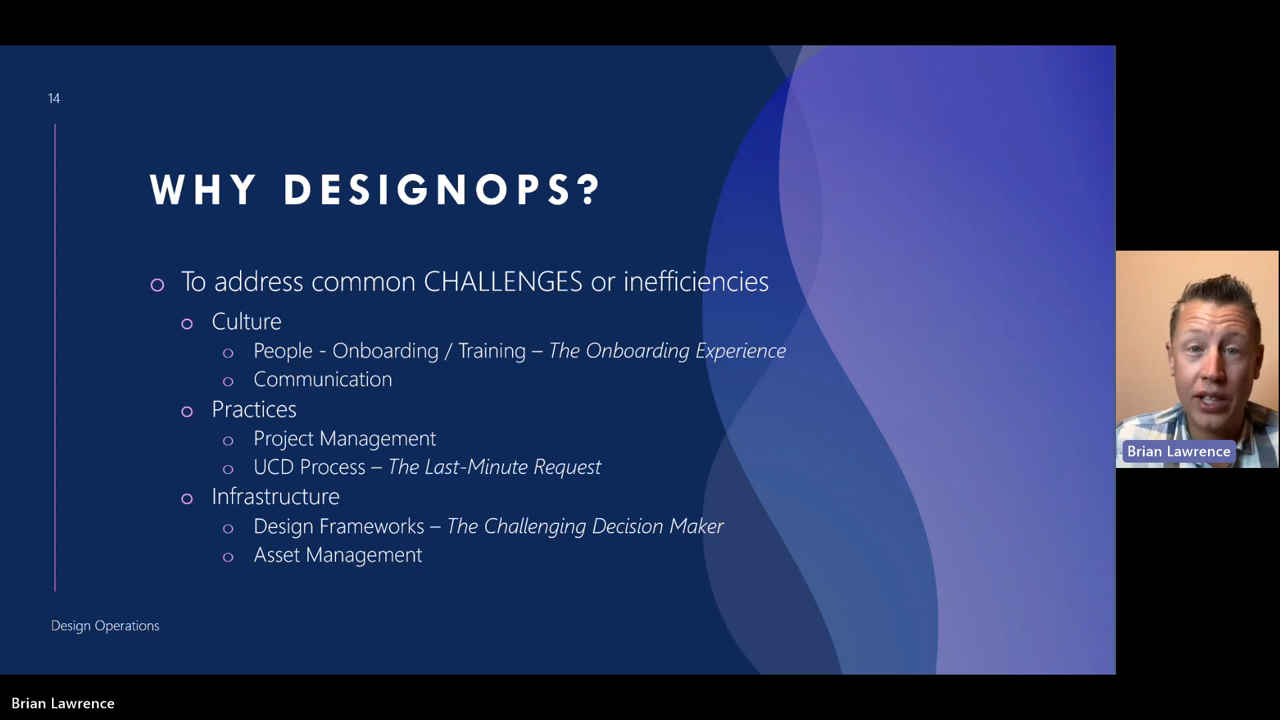 14
WHY DESIGNOPS?
To address common CHALLENGES or inefficiencies
Culture
People - Onboarding / Training – The Onboarding Experience
Communication
Practices
Project Management
UCD Process – The Last-Minute Request
Infrastructure
Design Frameworks – The Challenging Decision Maker
Asset Management
Design Operations
Brian Lawrence
Brian Lawrence